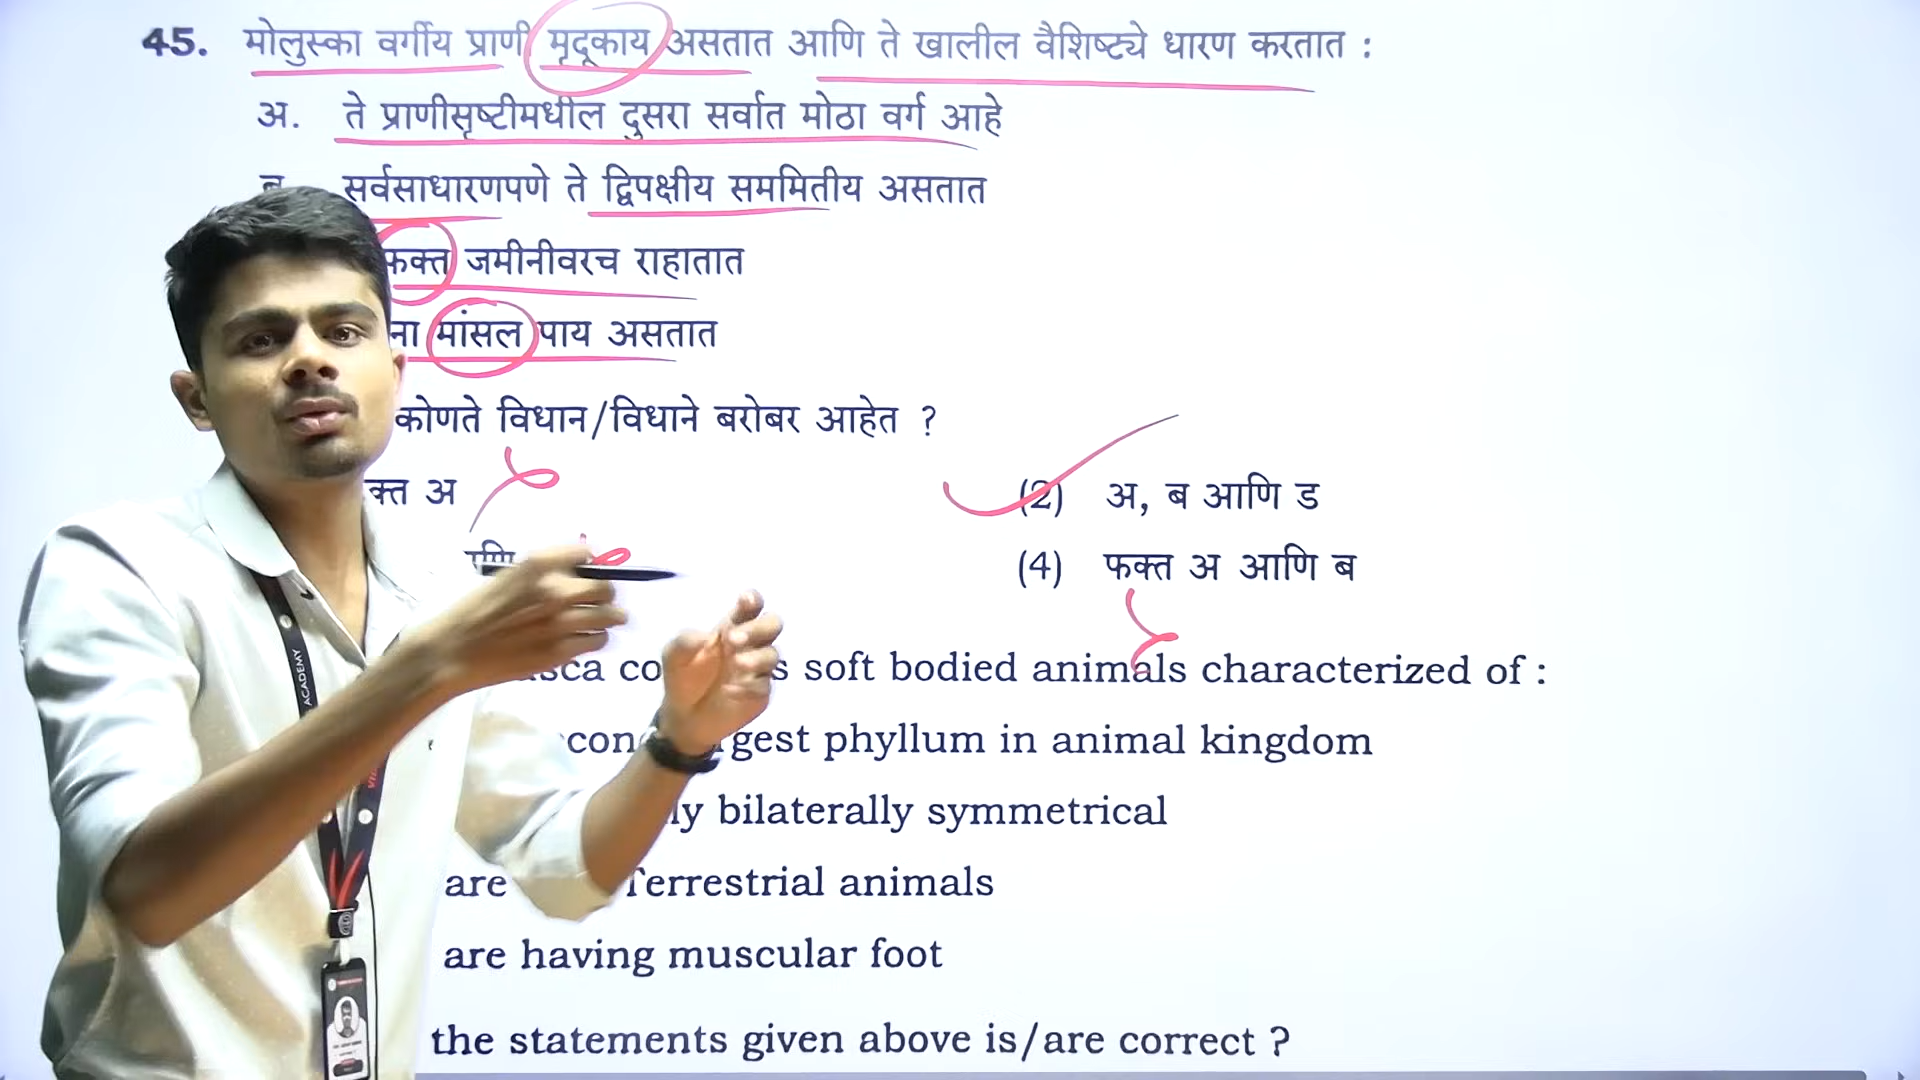 45. मोलुस्का वर्गीय प्राणी मृदूकाय असतात आणि ते खालील वैशिष्ट्ये धारण करतात :
अ. ते प्राणीसृष्टीमधील दुसरा सर्वात मोठा वर्ग आहे
सर्वसाधारणपणे ते द्विपक्षीय सममितीय असतात
फक्त जमीनीवरच राहातात
मांसल पाय असतात
कोणते विधान/विधाने बरोबर आहेत ?
अ
(2) अ, ब आणि ड
(4) फक्त अ आणि ब
soft bodied animals characterized of :
phyllum in animal kingdom
bilaterally symmetrical
are Terrestrial animals
are having muscular foot
the statements given above is/are correct ?
ACADEMY